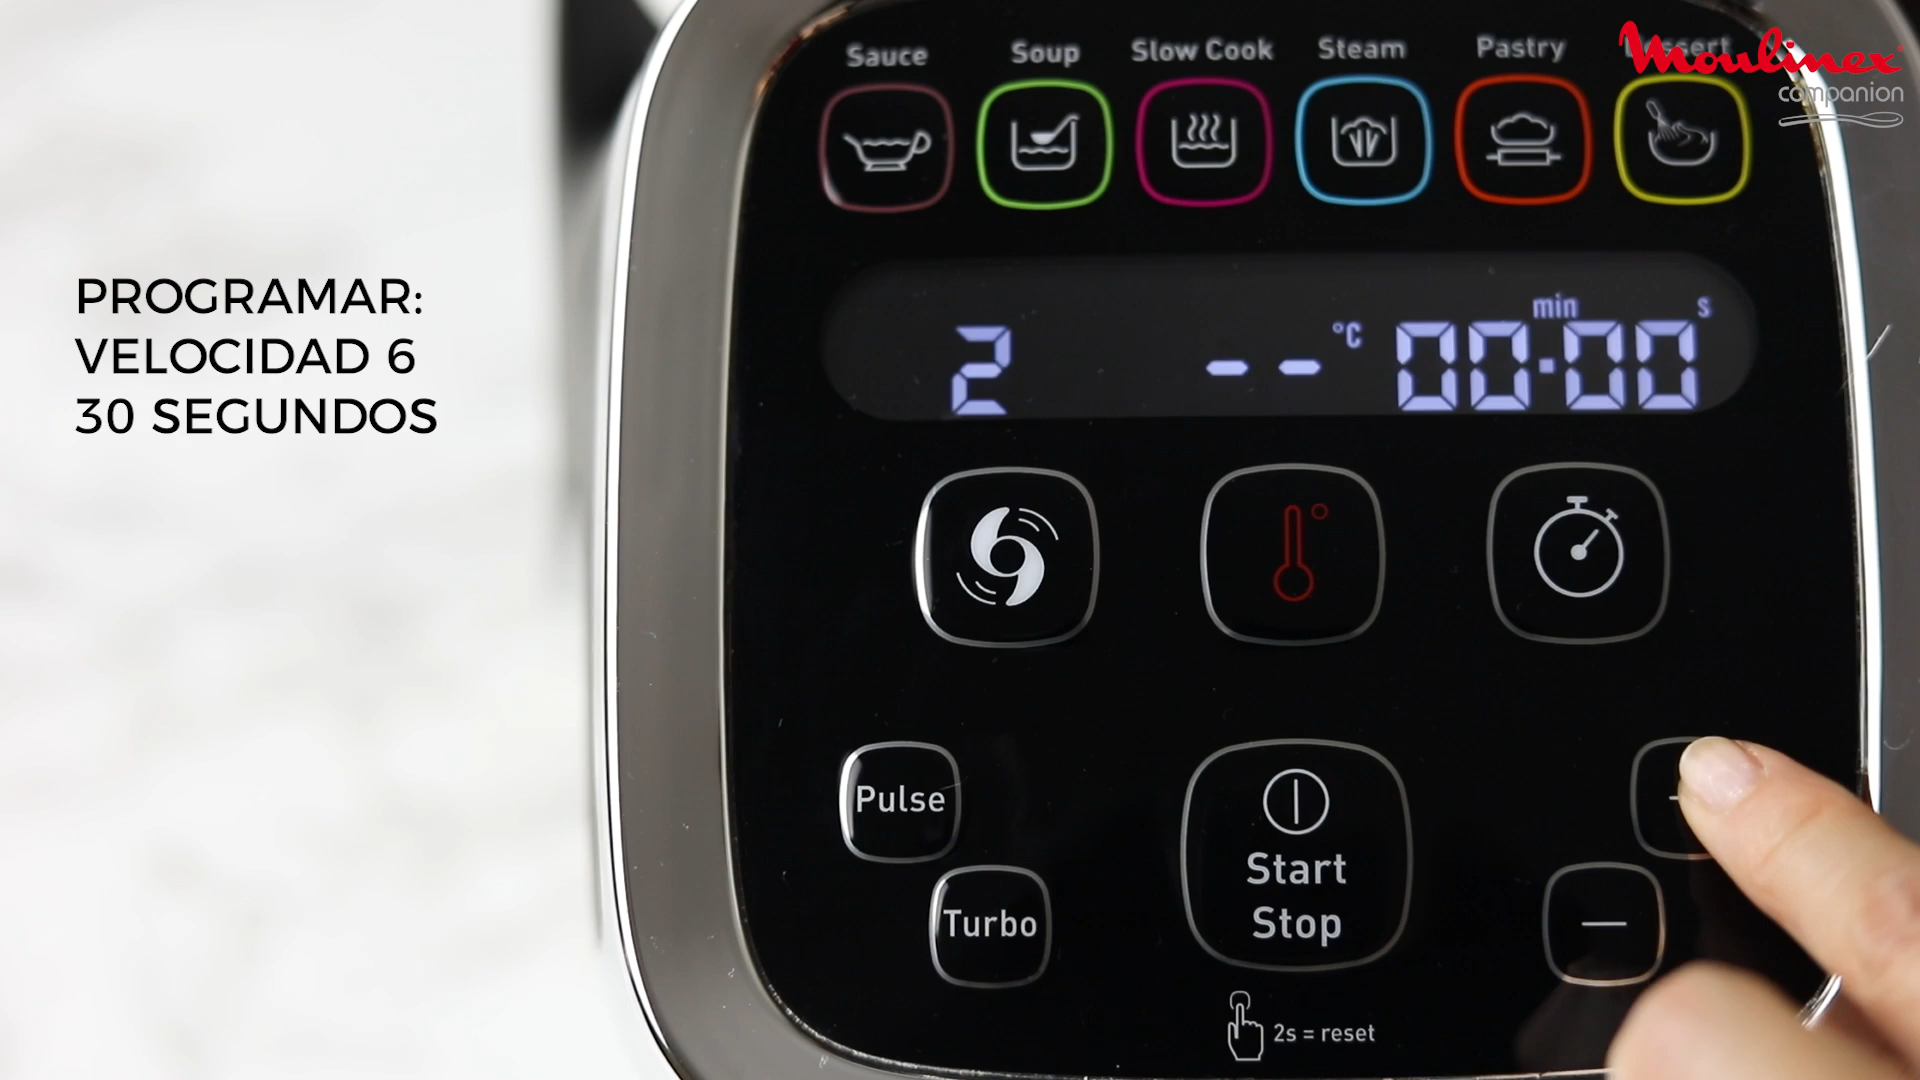 Moulinex
companion
Sauce
Soup
Slow Cook
Steam
Pastry
PROGRAMAR:
VELOCIDAD 6
30 SEGUNDOS
min
s
2
-- °C
00:00
Pulse
Turbo
Start
Stop
2s = reset